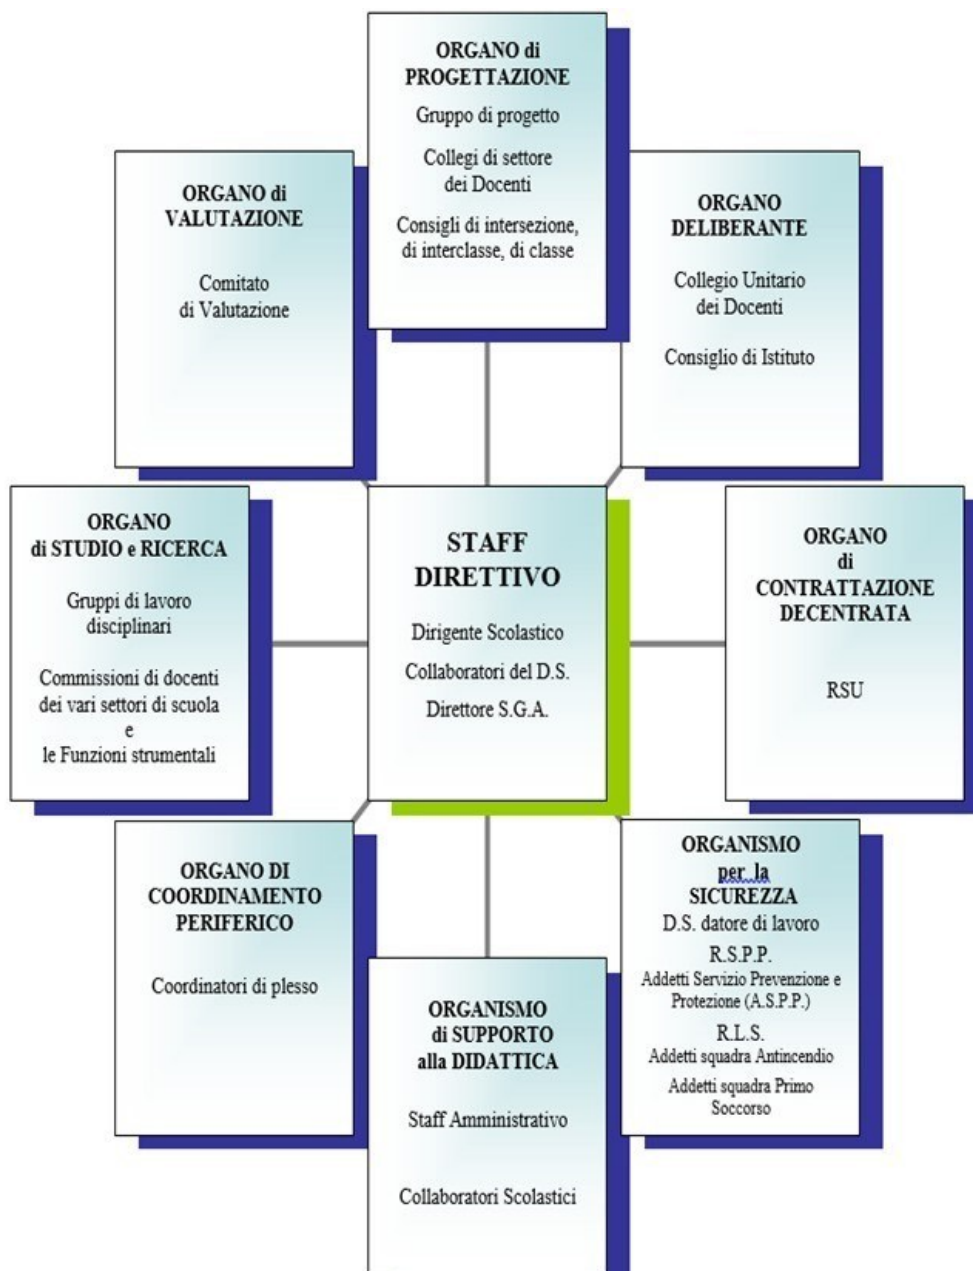 ORGANO di
PROGETTAZIONE
Gruppo di progetto
Collegi di settore
dei Docenti
Consigli di intersezione,
di interclasse, di classe
ORGANO di
VALUTAZIONE
Comitato
di Valutazione
ORGANO
DELIBERANTE
Collegio Unitario
dei Docenti
Consiglio di Istituto
ORGANO
di STUDIO e RICERCA
Gruppi di lavoro
disciplinari
Commissioni di docenti
dei vari settori di scuola
e
le Funzioni strumentali
STAFF
DIRETTIVO
Dirigente Scolastico
Collaboratori del D.S.
Direttore S.G.A.
ORGANO
di
CONTRATTAZIONE
DECENTRATA
RSU
ORGANO DI
COORDINAMENTO
PERIFERICO
Coordinatori di plesso
ORGANISMO
di SUPPORTO
alla DIDATTICA
Staff Amministrativo
Collaboratori Scolastici
ORGANISMO
per la
SICUREZZA
D.S. datore di lavoro
R.S.P.P.
Addetti Servizio Prevenzione e
Protezione (A.S.P.P.)
R.L.S.
Addetti squadra Antincendio
Addetti squadra Primo
Soccorso